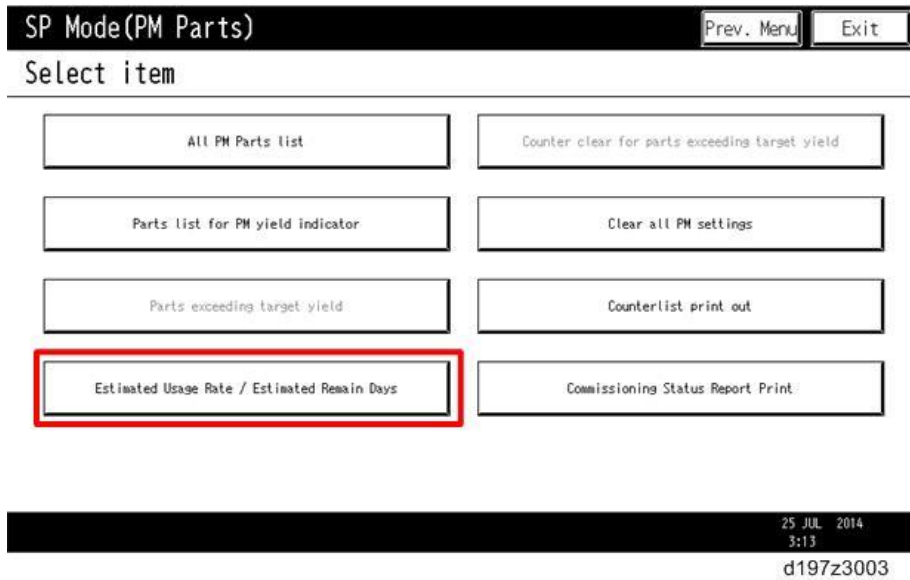 SP Mode(PM Parts)
Prev. Menu
Exit
Select item
All PM Parts list
Counter clear for parts exceeding target yield
Parts list for PM yield indicator
Clear all PM settings
Parts exceeding target yield
Counterlist print out
Estimated Usage Rate / Estimated Remain Days
Commissioning Status Report Print
25 JUL 2014
3:13
d197z3003